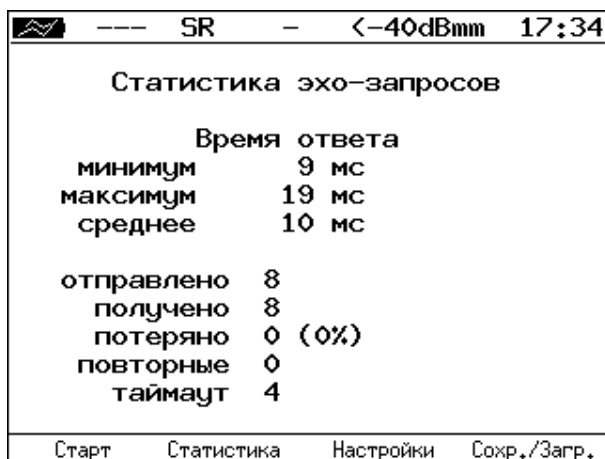 --- SR - <-40dBmm 17:34
Статистика эхо-запросов
Время ответа
минимум 9 мс
максимум 19 мс
среднее 10 мс
отправлено 8
получено 8
потеряно 0 (0%)
повторные 0
таймаут 4
Старт Статистика Настройки Сохр./Загр.